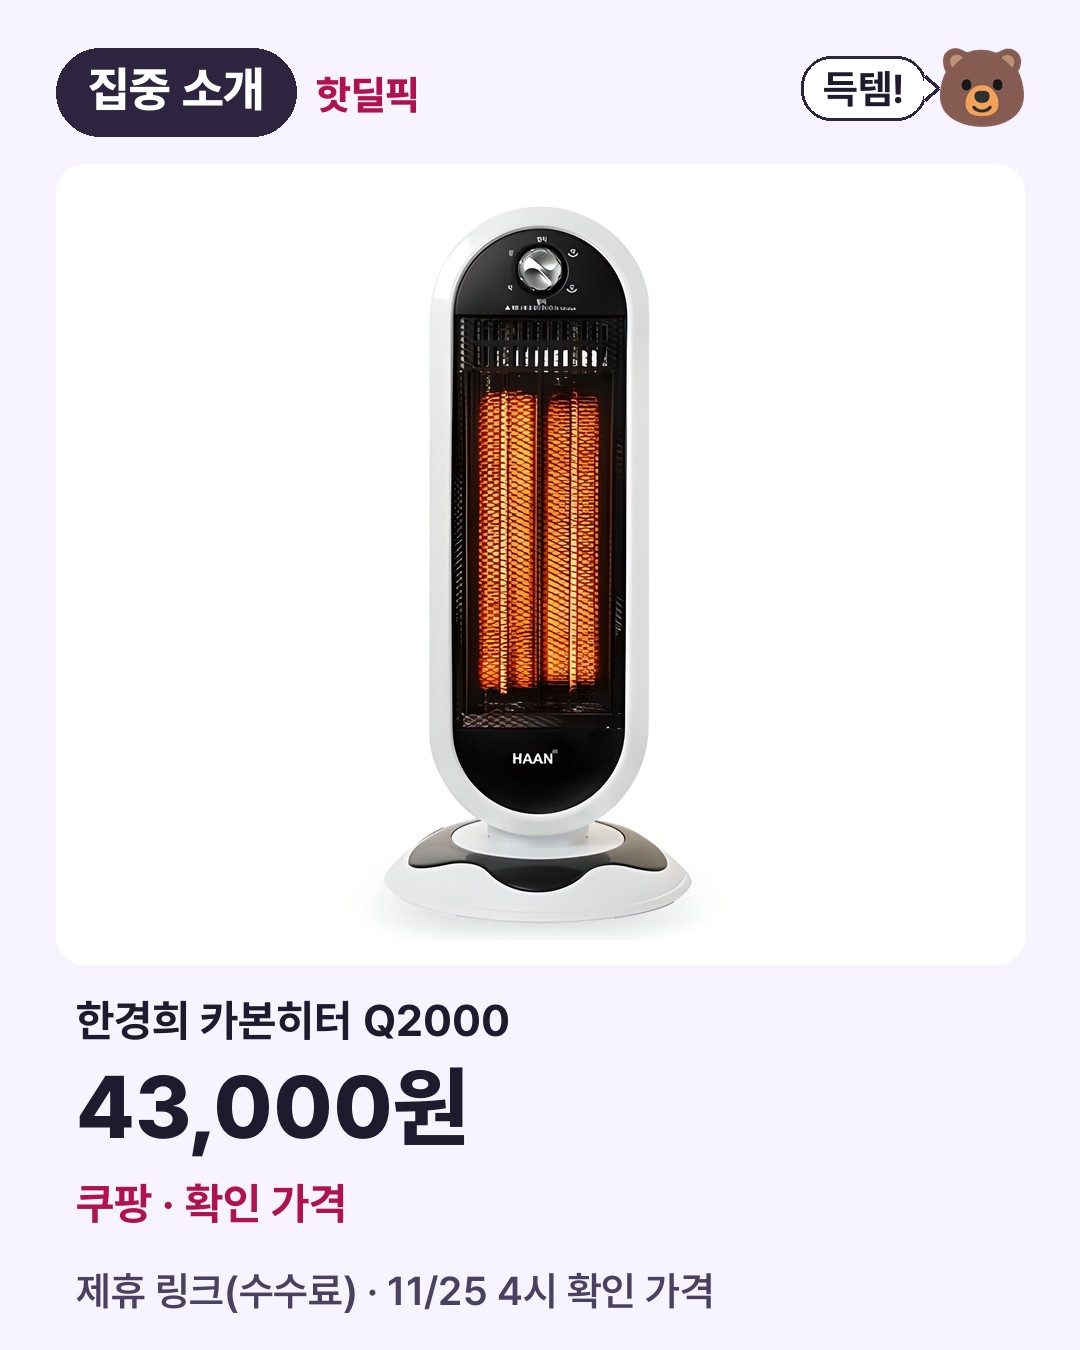 집중 소개
핫딜픽
득템!
HAAN
한경희 카본히터 Q2000
43,000원
쿠팡 · 확인 가격
제휴 링크(수수료) · 11/25 4시 확인 가격